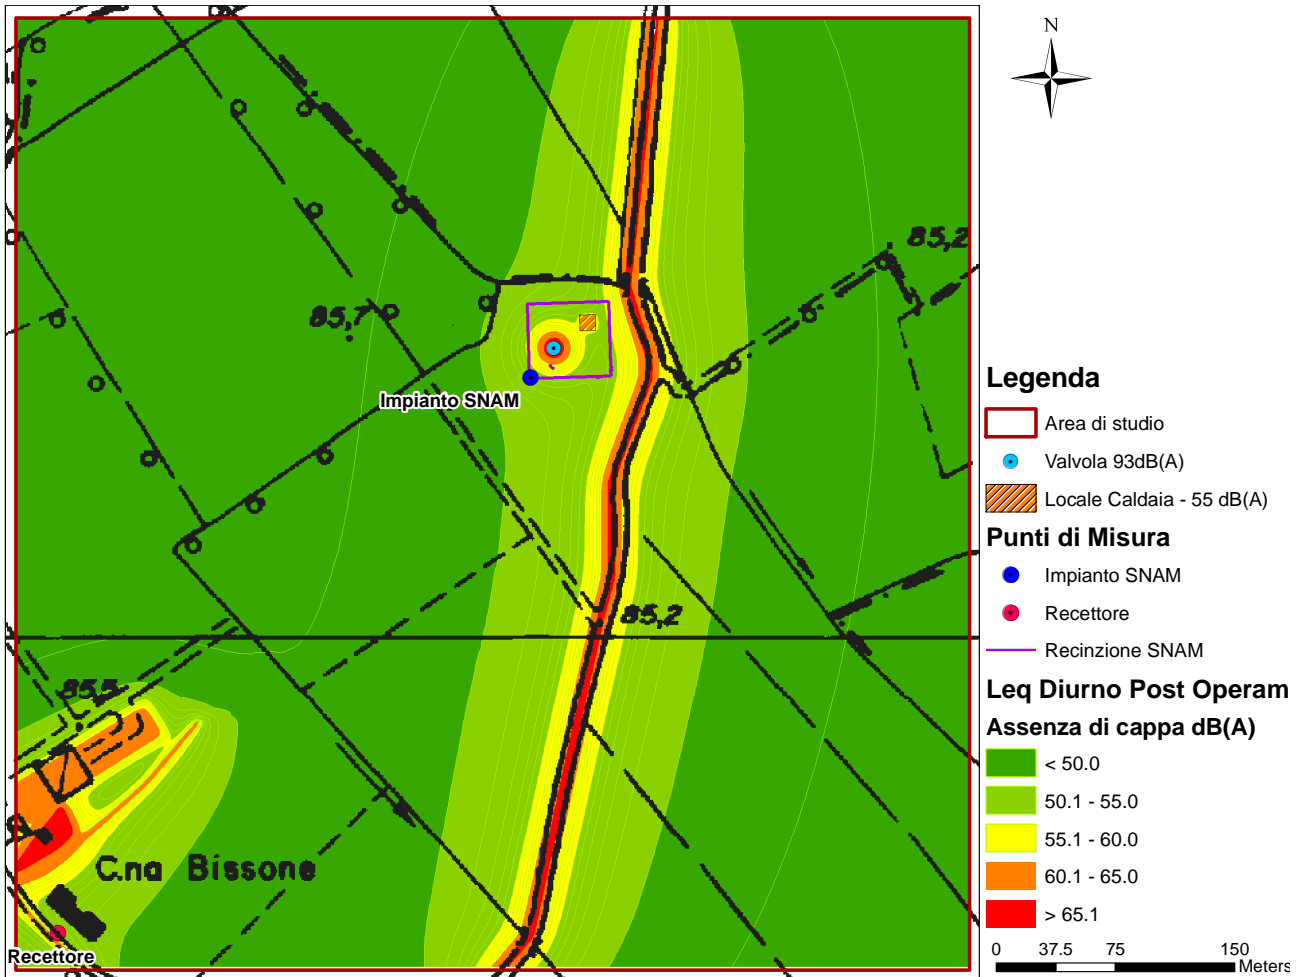 N
85,2
85,7
Impianto SNAM
85,2
85,5
C.na Bissone
Recettore
Legenda
Area di studio
Valvola 93dB(A)
Locale Caldaia - 55 dB(A)
Punti di Misura
Impianto SNAM
Recettore
Recinzione SNAM
Leq Diurno Post Operam
Assenza di cappa dB(A)
< 50.0
50.1 - 55.0
55.1 - 60.0
60.1 - 65.0
> 65.1
0 37.5 75 150
Meters